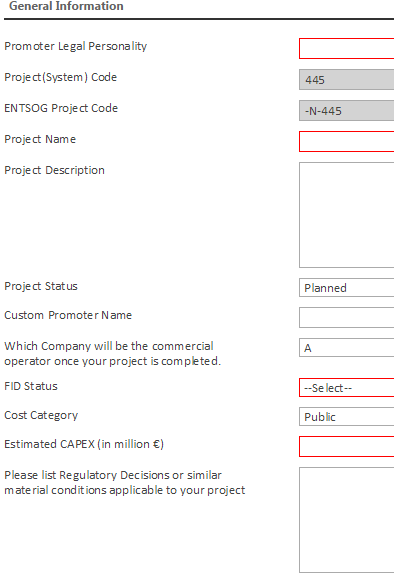 General Information
Promoter Legal Personality
Project(System) Code 445
ENTSOG Project Code -N-445
Project Name
Project Description
Project Status Planned
Custom Promoter Name
Which Company will be the commercial
operator once your project is completed. A
FID Status --Select--
Cost Category Public
Estimated CAPEX (in million €)
Please list Regulatory Decisions or similar
material conditions applicable to your project